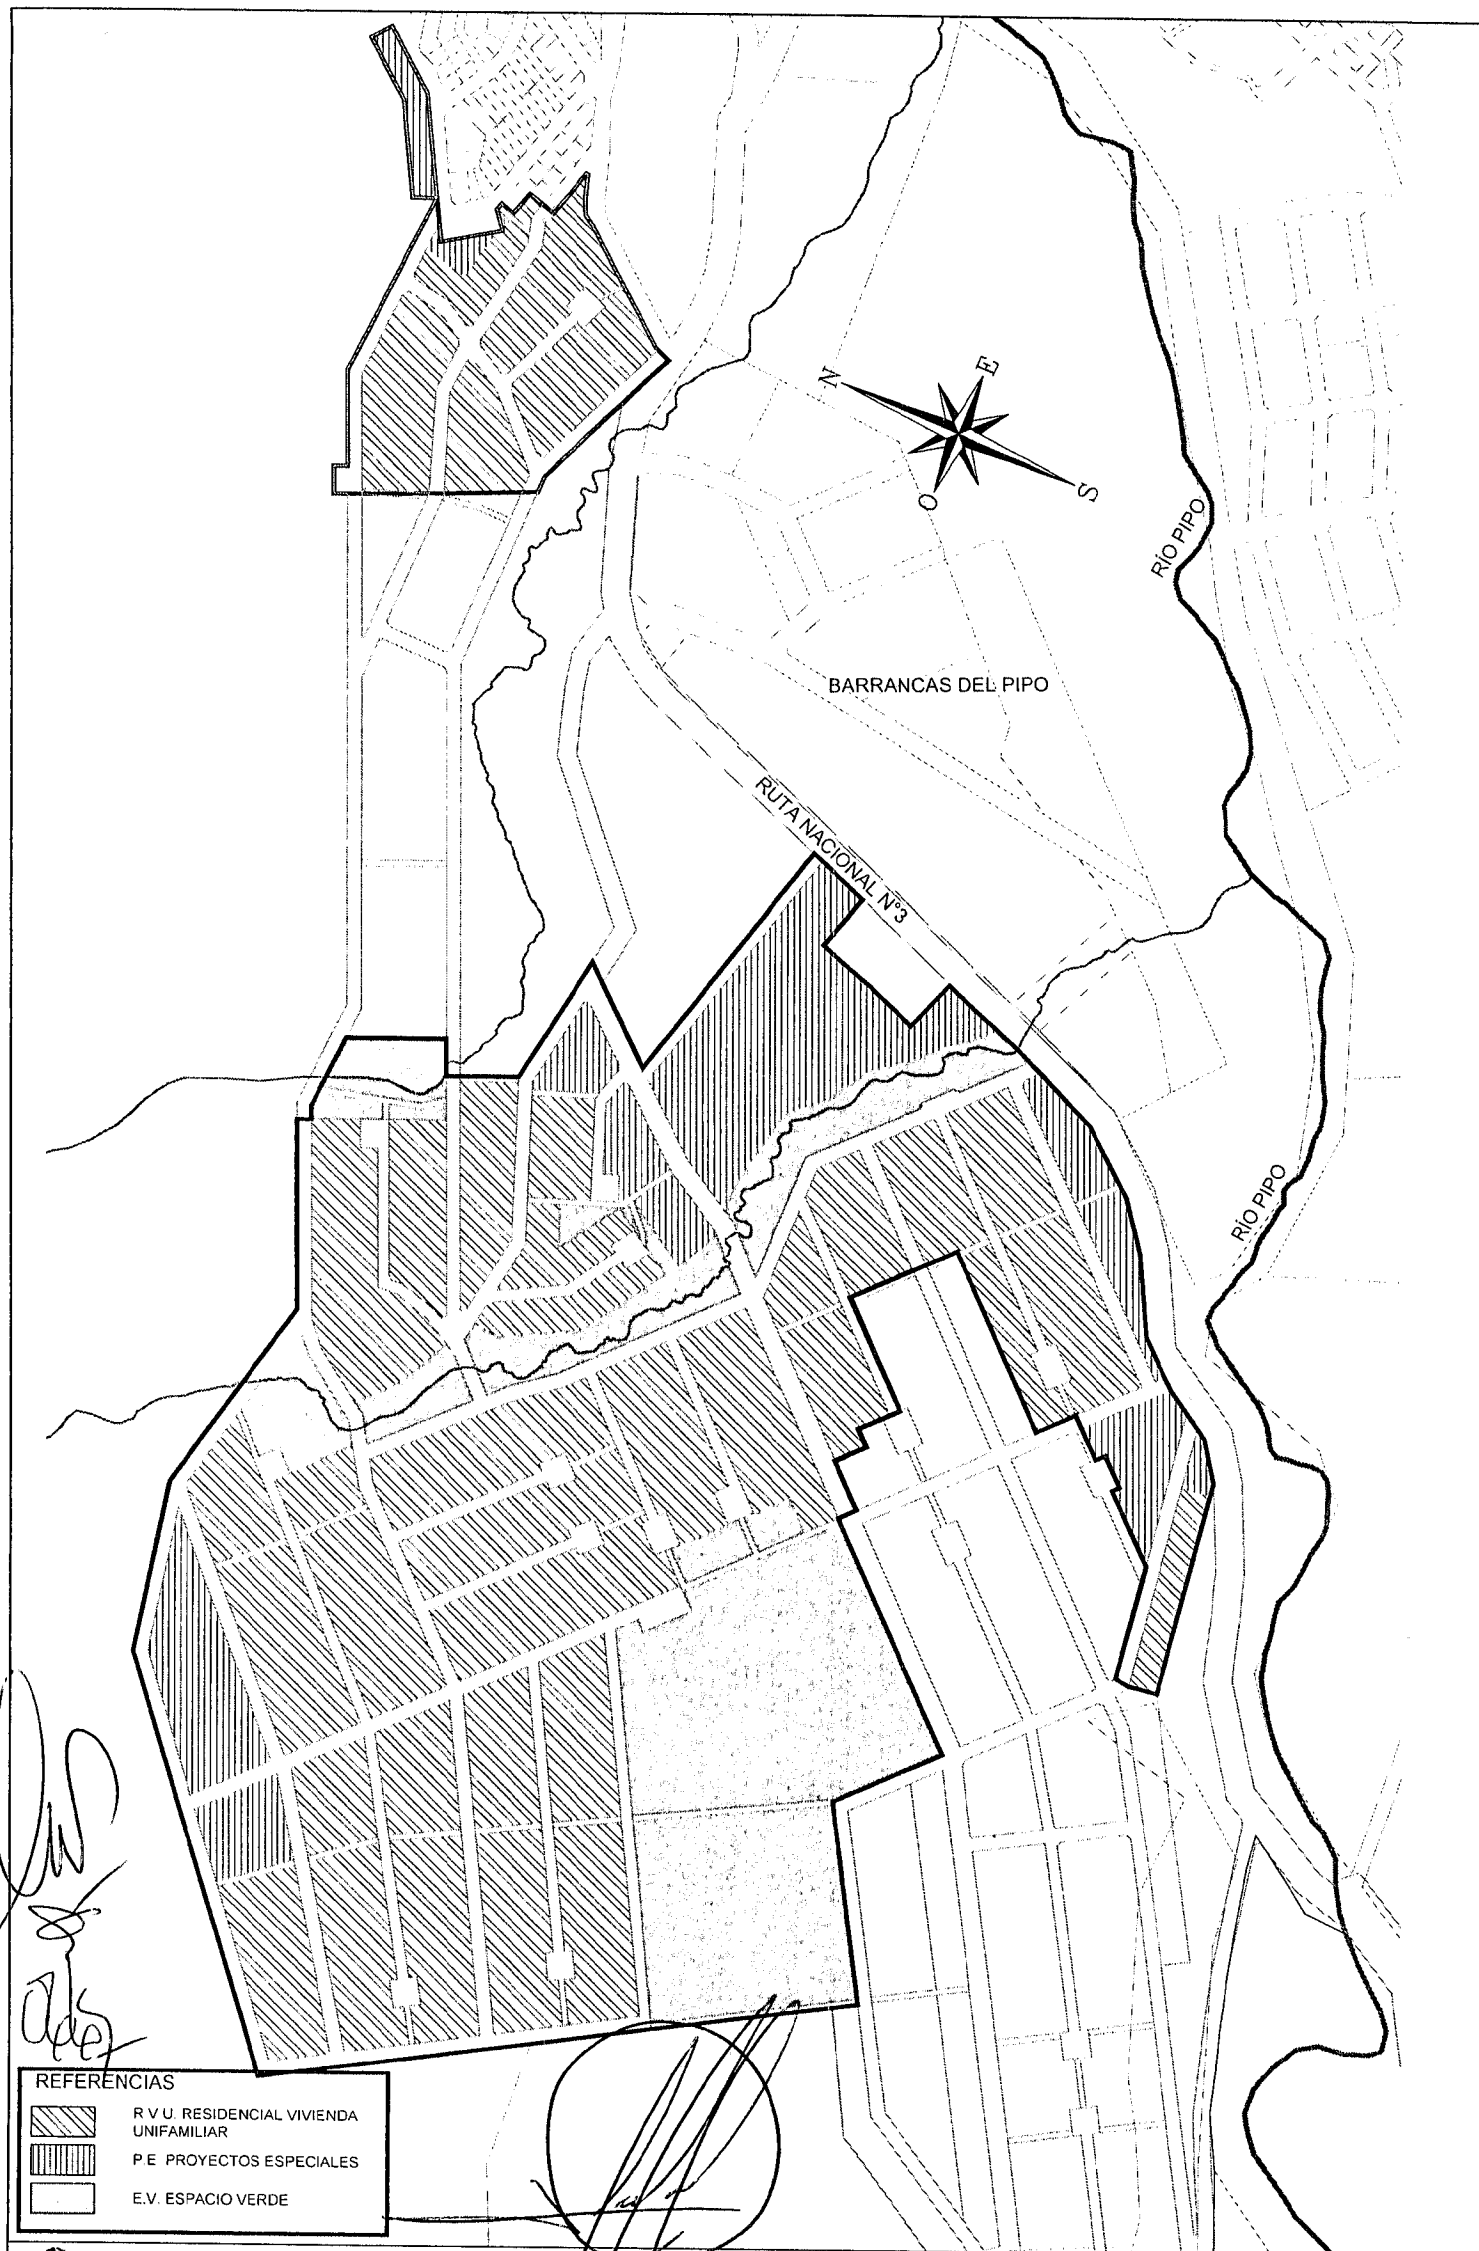 N
E
O
S
RÍO PIPO
BARRANCAS DEL PIPO
RUTA NACIONAL N°3
RÍO PIPO
REFERENCIAS
R V U. RESIDENCIAL VIVIENDA
UNIFAMILIAR
P.E PROYECTOS ESPECIALES
E.V. ESPACIO VERDE